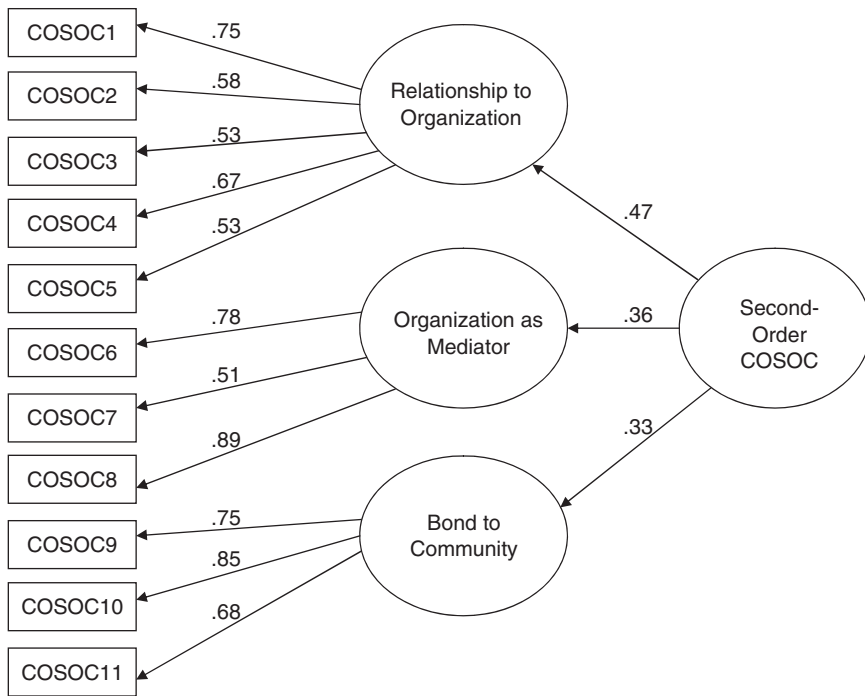 COSOC1
.75
COSOC2
.58
COSOC3
.53
COSOC4
.67
COSOC5
.53
Relationship to
Organization
.47
COSOC6
.78
COSOC7
.51
COSOC8
.89
Organization as
Mediator
.36
Second-
Order
COSOC
.33
COSOC9
.75
COSOC10
.85
COSOC11
.68
Bond to
Community